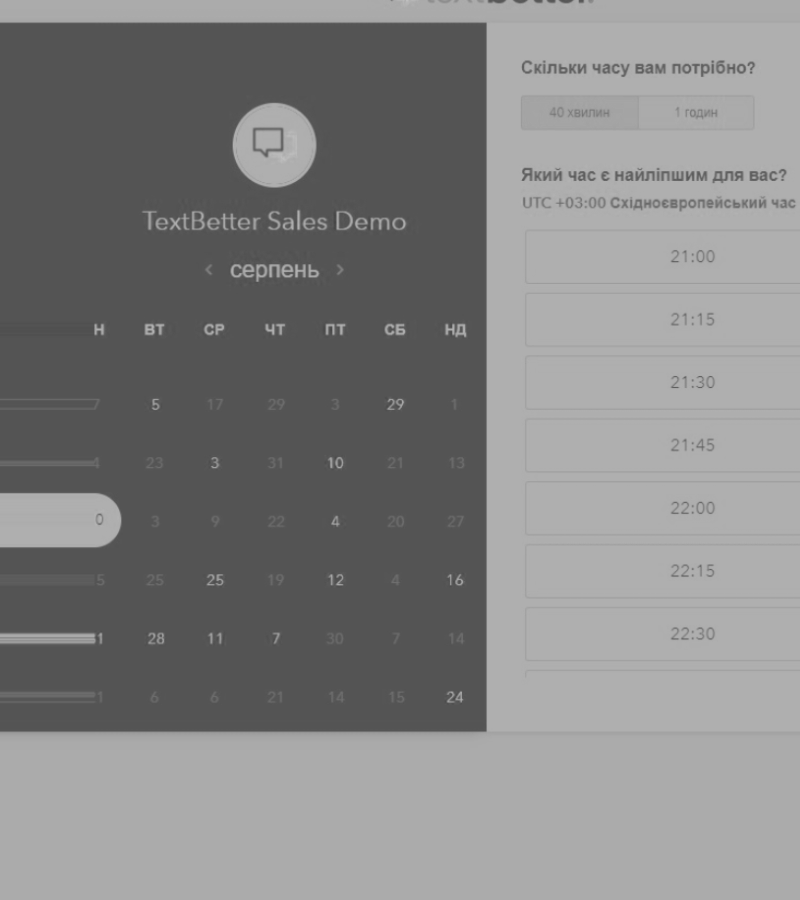 textbetter.
Скільки часу вам потрібно?
40 хвилин 1 годин
Який час є найліпшим для вас?
UTC +03:00 Східноєвропейський час
TextBetter Sales Demo
‹ серпень ›
Н ВТ СР ЧТ ПТ СБ НД
7 5 17 29 3 29 1
4 23 3 31 10 21 13
0 3 9 22 4 20 27
5 25 25 19 12 4 16
1 28 11 7 30 7 14
1 6 6 21 14 15 24
21:00
21:15
21:30
21:45
22:00
22:15
22:30